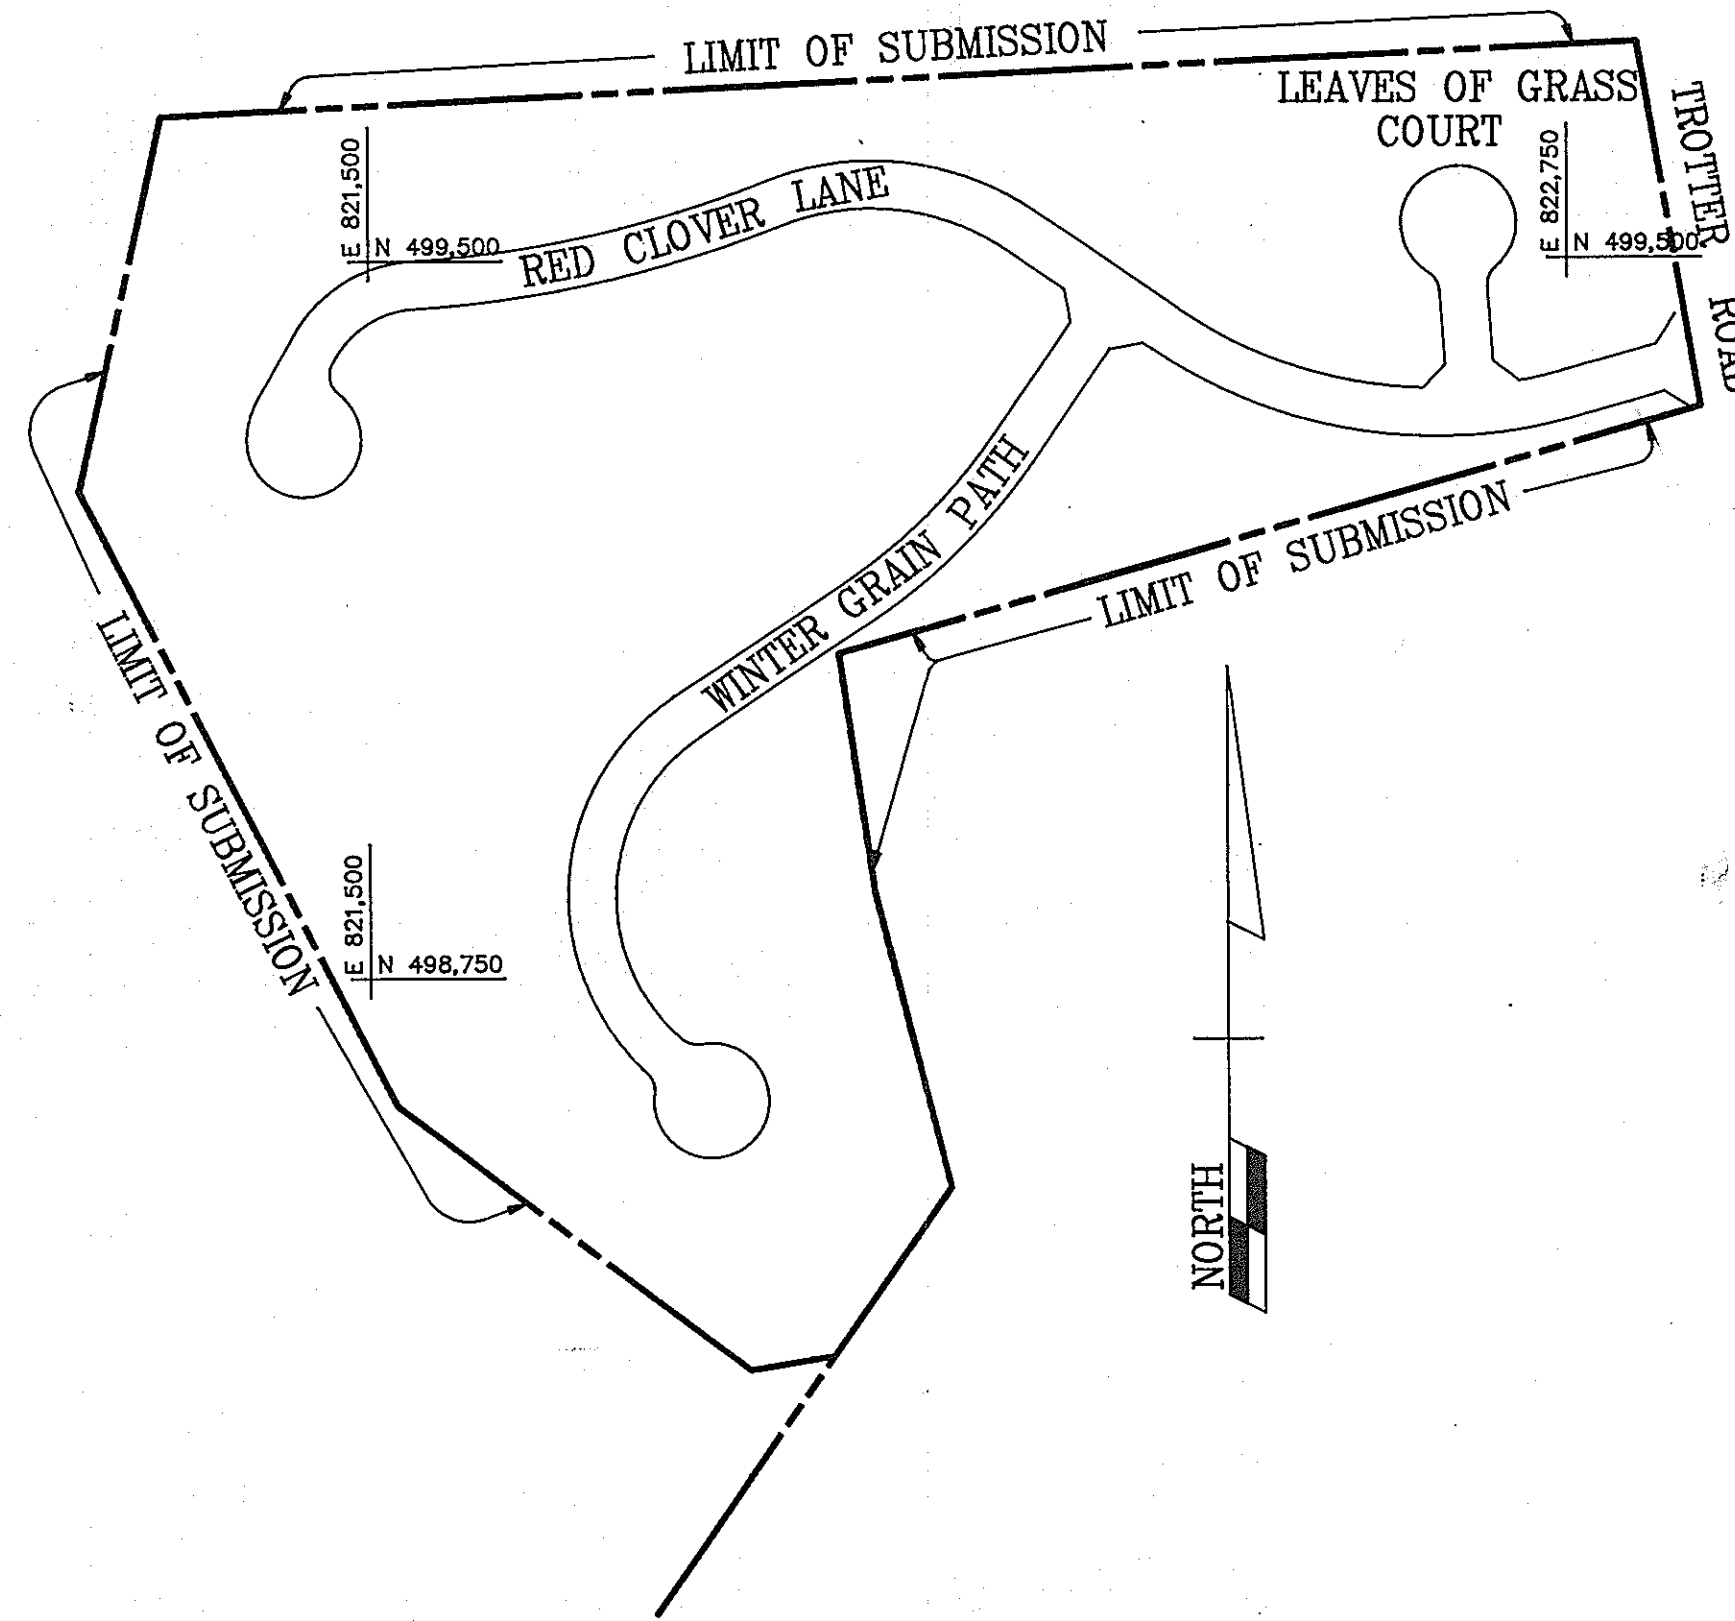 LIMIT OF SUBMISSION
LEAVES OF GRASS
COURT
TROTTER ROAD
E 821,500
N 499,500
RED CLOVER LANE
E 822,750
N 499,500
WINTER GRAIN PATH
LIMIT OF SUBMISSION
LIMIT OF SUBMISSION
E 821,500
N 498,750
NORTH